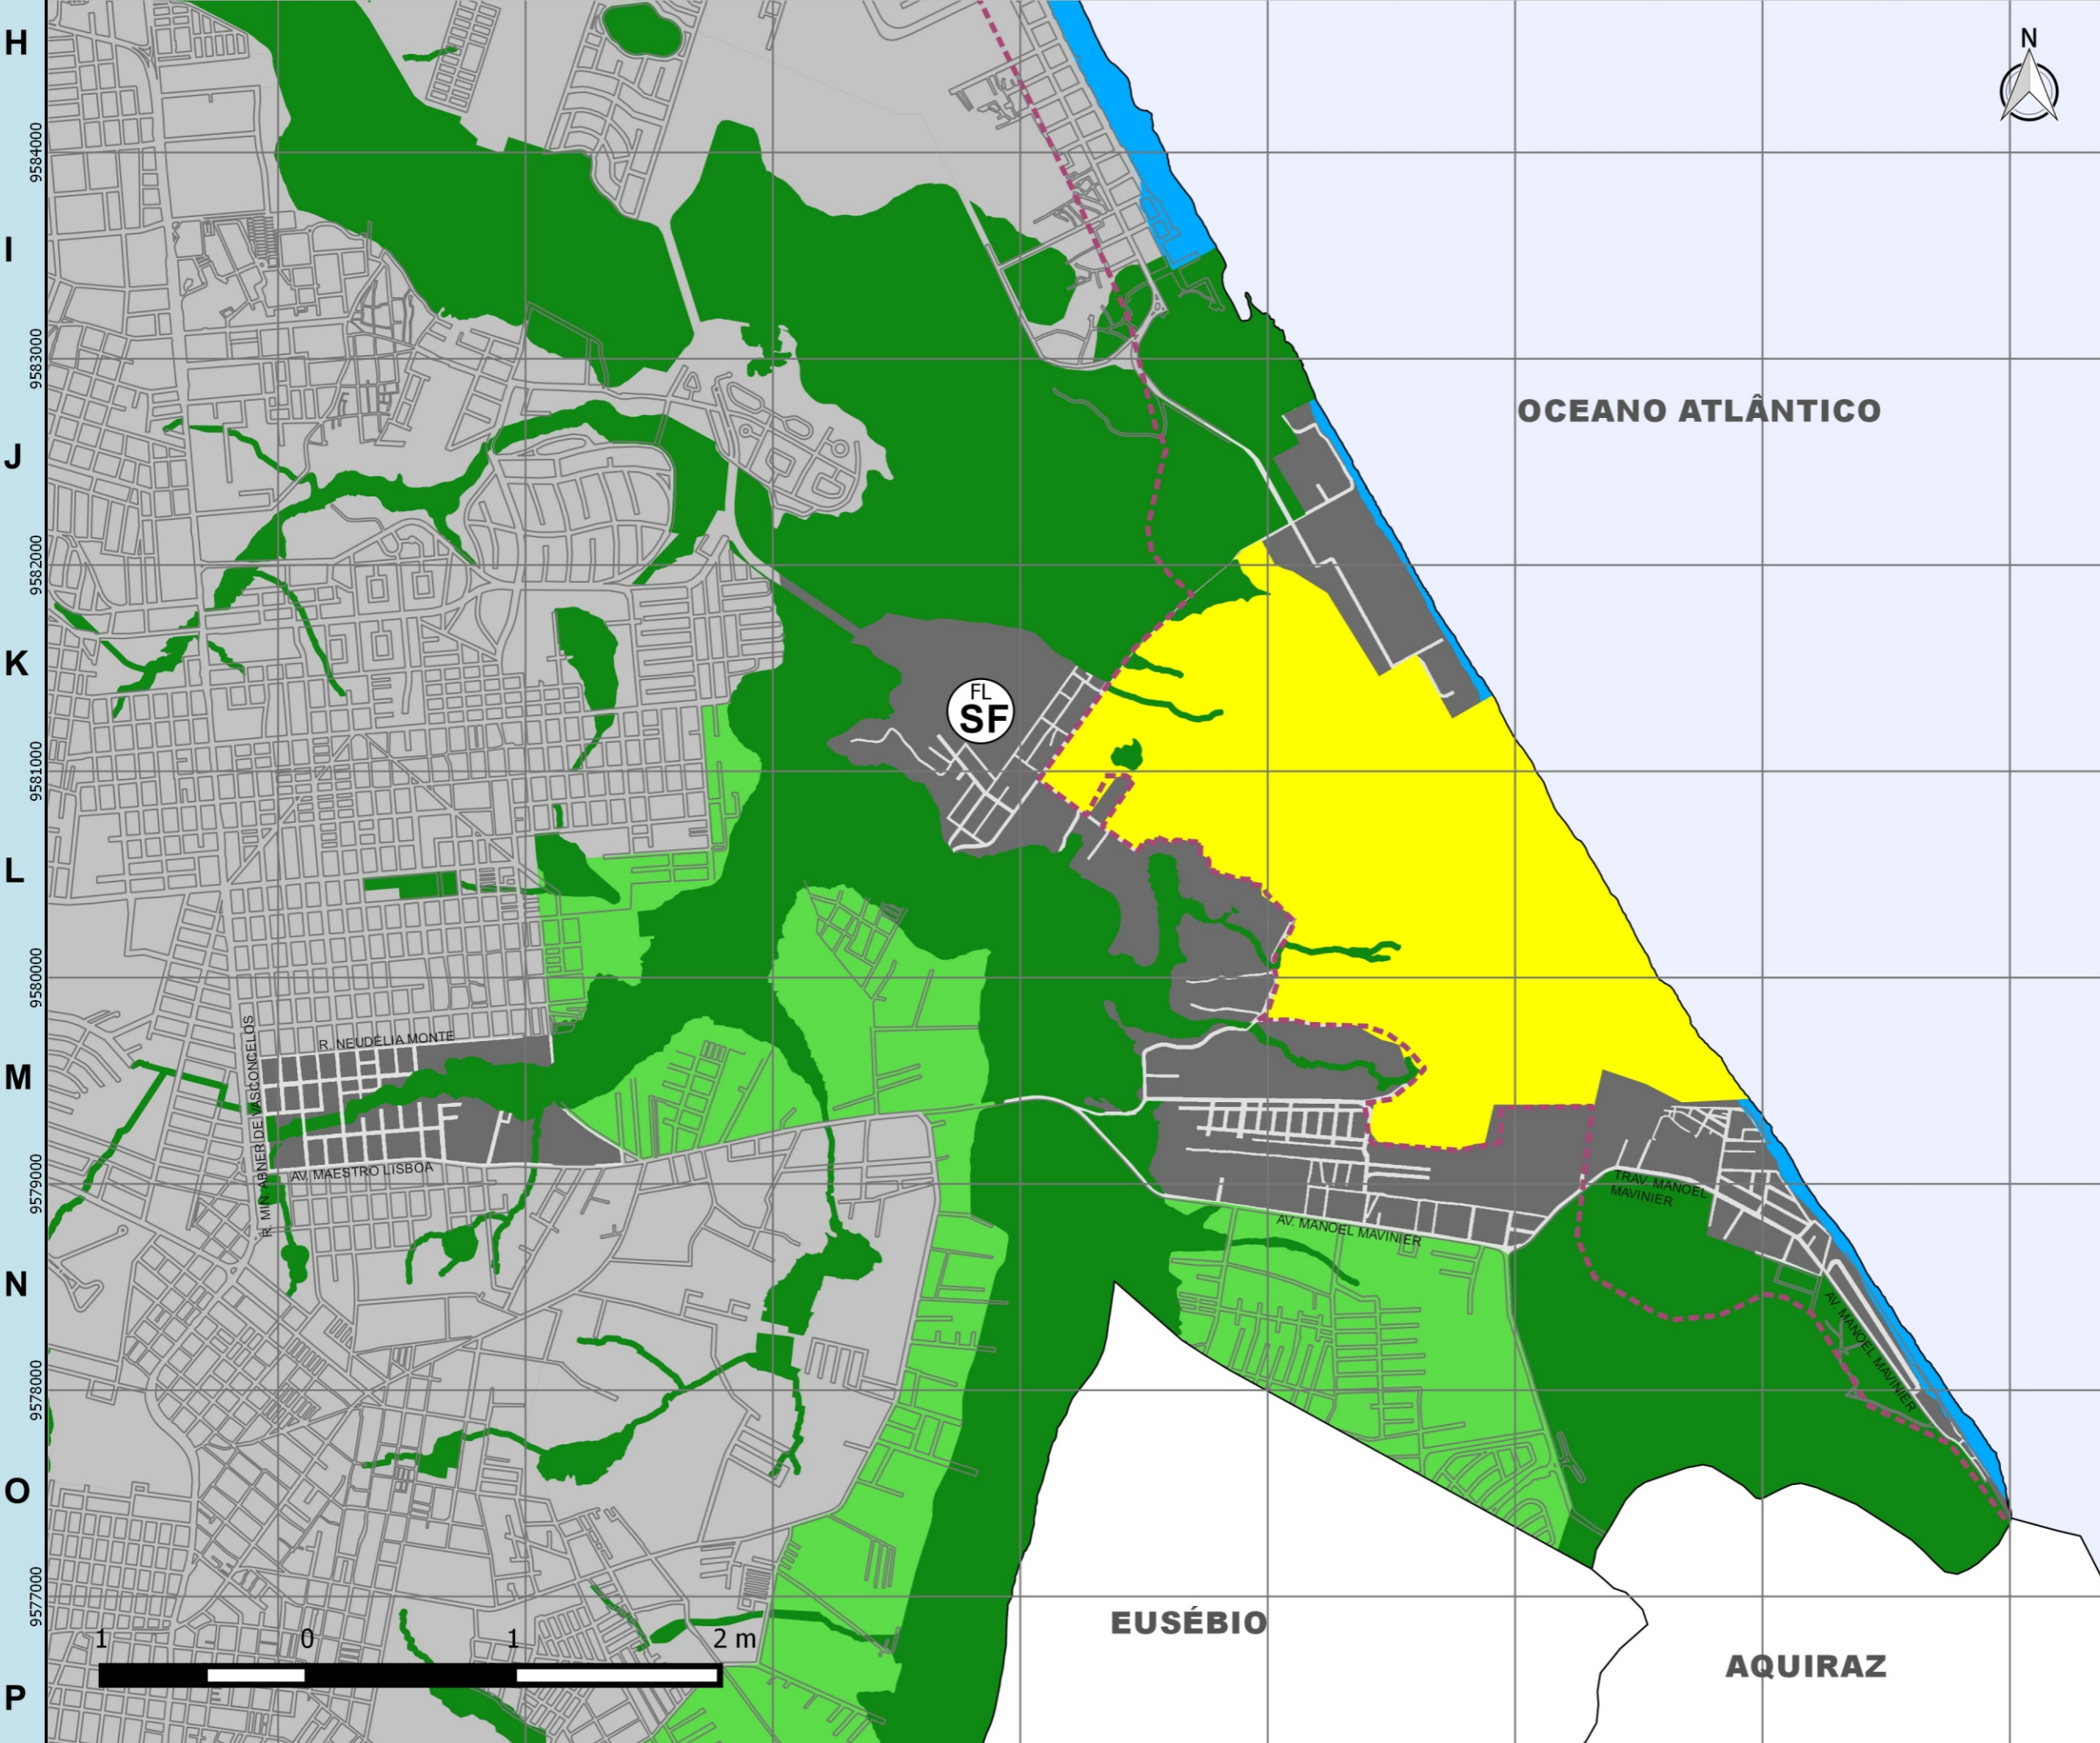 H
N
9584000
I
9583000
OCEANO ATLÂNTICO
J
9582000
K
FL
SF
9581000
L
9580000
R. NEUDÉLIA MONTE
R. MIN. ABNER DE VASCONCELOS
M
AV. MAESTRO LISBOA
9579000
TRAV. MANOEL
MAVINIER
AV. MANOEL MAVINIER
N
AV. MANOEL MAVINIER
9578000
O
9577000
EUSÉBIO
1 0 1 2 m
AQUIRAZ
P